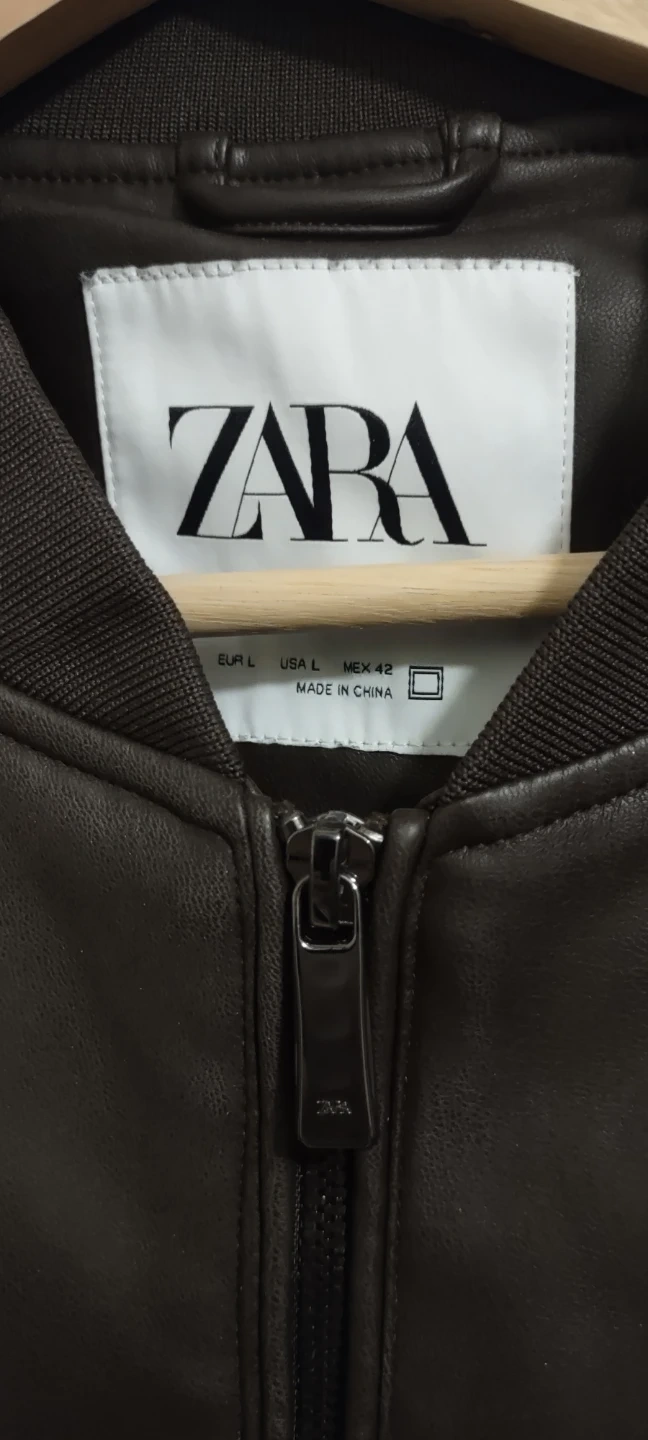 ZARA
EUR L USA L MEX 42
MADE IN CHINA
ZARA